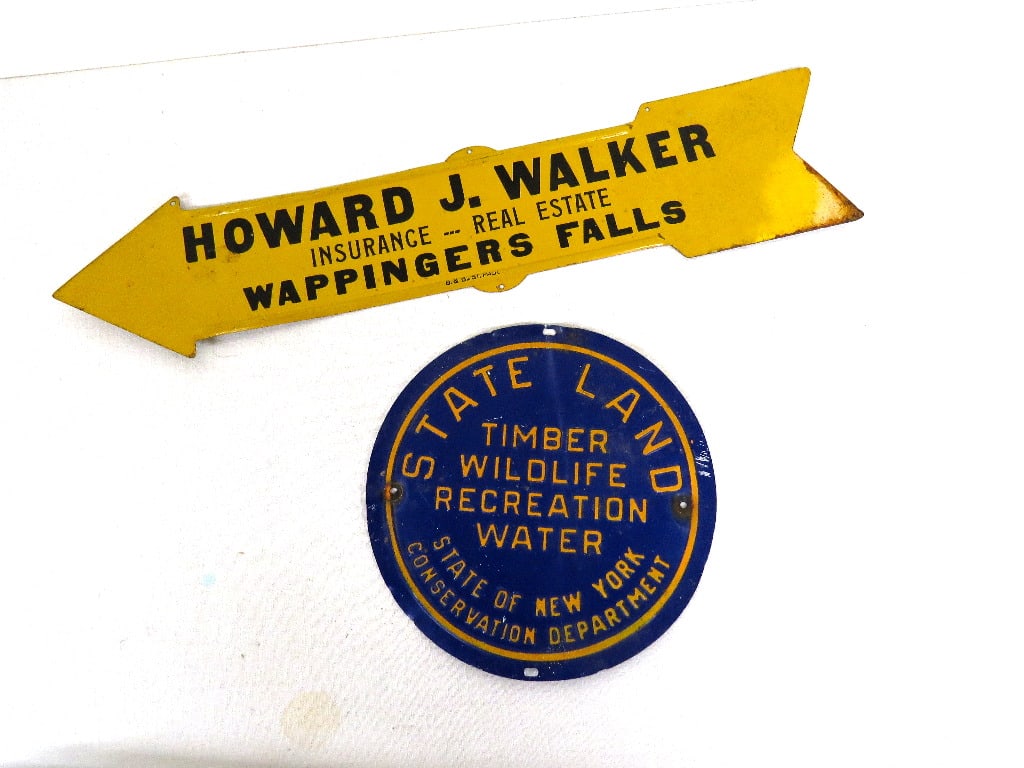 HOWARD J. WALKER
INSURANCE --- REAL ESTATE
WAPPINGERS FALLS
STATE LAND
TIMBER
WILDLIFE
RECREATION
WATER
STATE OF NEW YORK
CONSERVATION DEPARTMENT